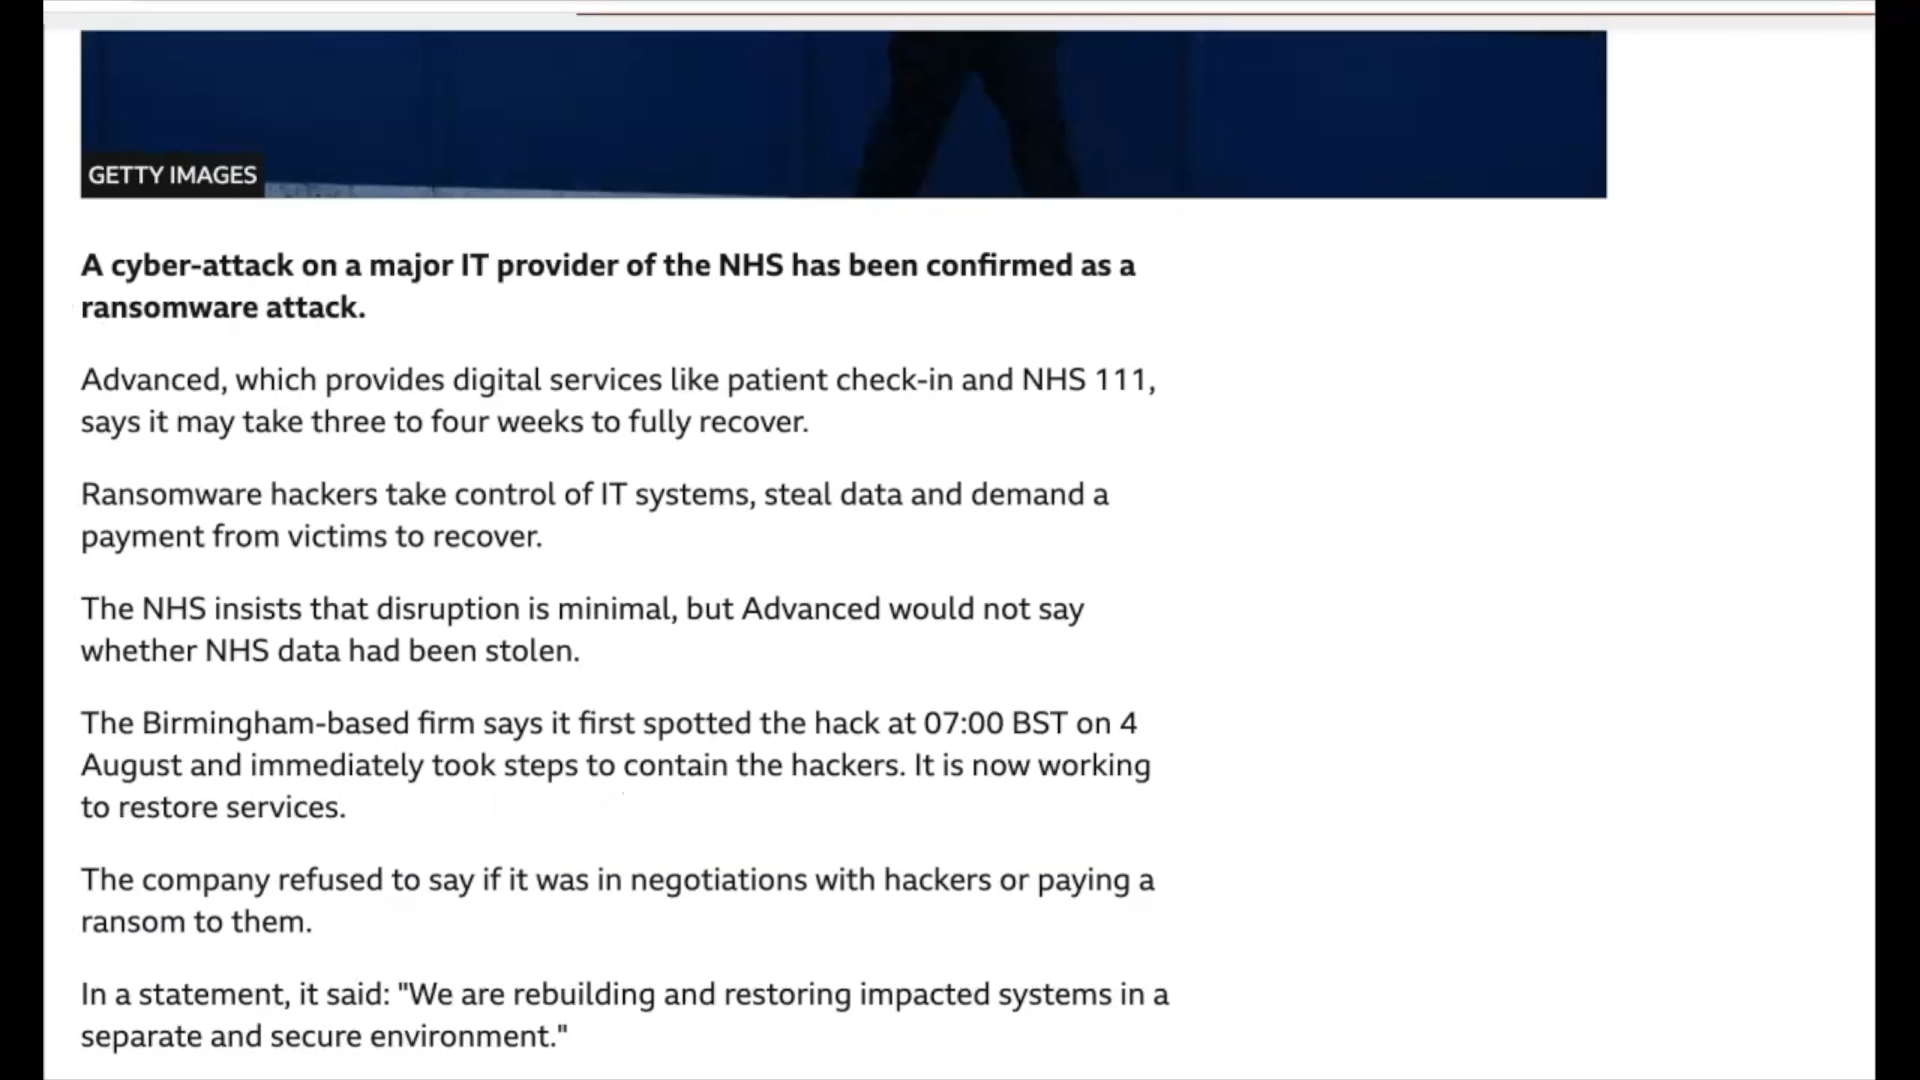 GETTY IMAGES
A cyber-attack on a major IT provider of the NHS has been confirmed as a
ransomware attack.
Advanced, which provides digital services like patient check-in and NHS 111,
says it may take three to four weeks to fully recover.
Ransomware hackers take control of IT systems, steal data and demand a
payment from victims to recover.
The NHS insists that disruption is minimal, but Advanced would not say
whether NHS data had been stolen.
The Birmingham-based firm says it first spotted the hack at 07:00 BST on 4
August and immediately took steps to contain the hackers. It is now working
to restore services.
The company refused to say if it was in negotiations with hackers or paying a
ransom to them.
In a statement, it said: "We are rebuilding and restoring impacted systems in a
separate and secure environment."